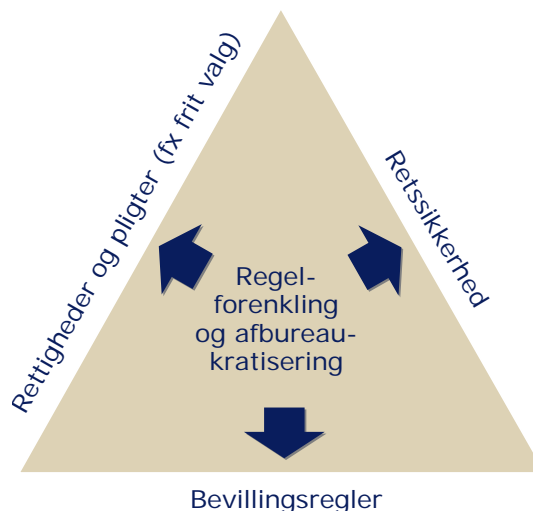 Rettigheder og pligter (fx frit valg)
Retssikkerhed
Regel-
forenkling
og afbureau-
kratisering
Bevillingsregler